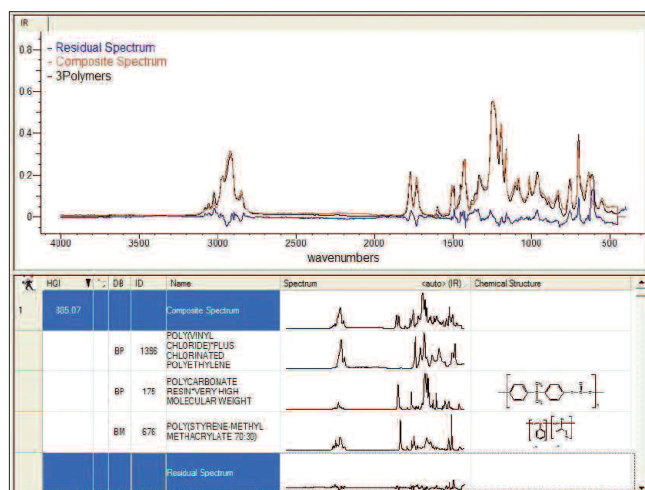 IR
0.8
Residual Spectrum
Composite Spectrum
3Polymers
0.6
0.4
0.2
0
4000 3500 3000 2500 2000 1500 1000 500
wavenumbers
HGI DB ID Name Spectrum <auto> (IR) Chemical Structure
1 885.07 Composite Spectrum
POLY(VINYL
BP 1386 CHLORIDE)*PLUS
CHLORINATED
POLYETHYLENE
POLYCARBONATE
BP 175 RESIN*VERY HIGH
MOLECULAR WEIGHT
BM 676 POLY(STYRENE-METHYL
METHACRYLATE 70:30)
Residual Spectrum